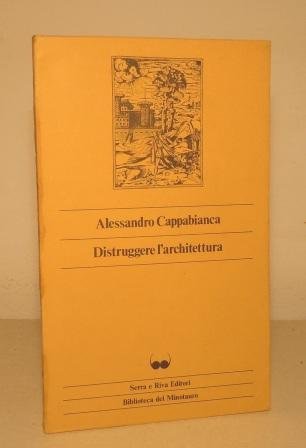 Alessandro Cappabianca
Distruggere l'architettura
Serra e Riva Editori
Biblioteca del Minotauro